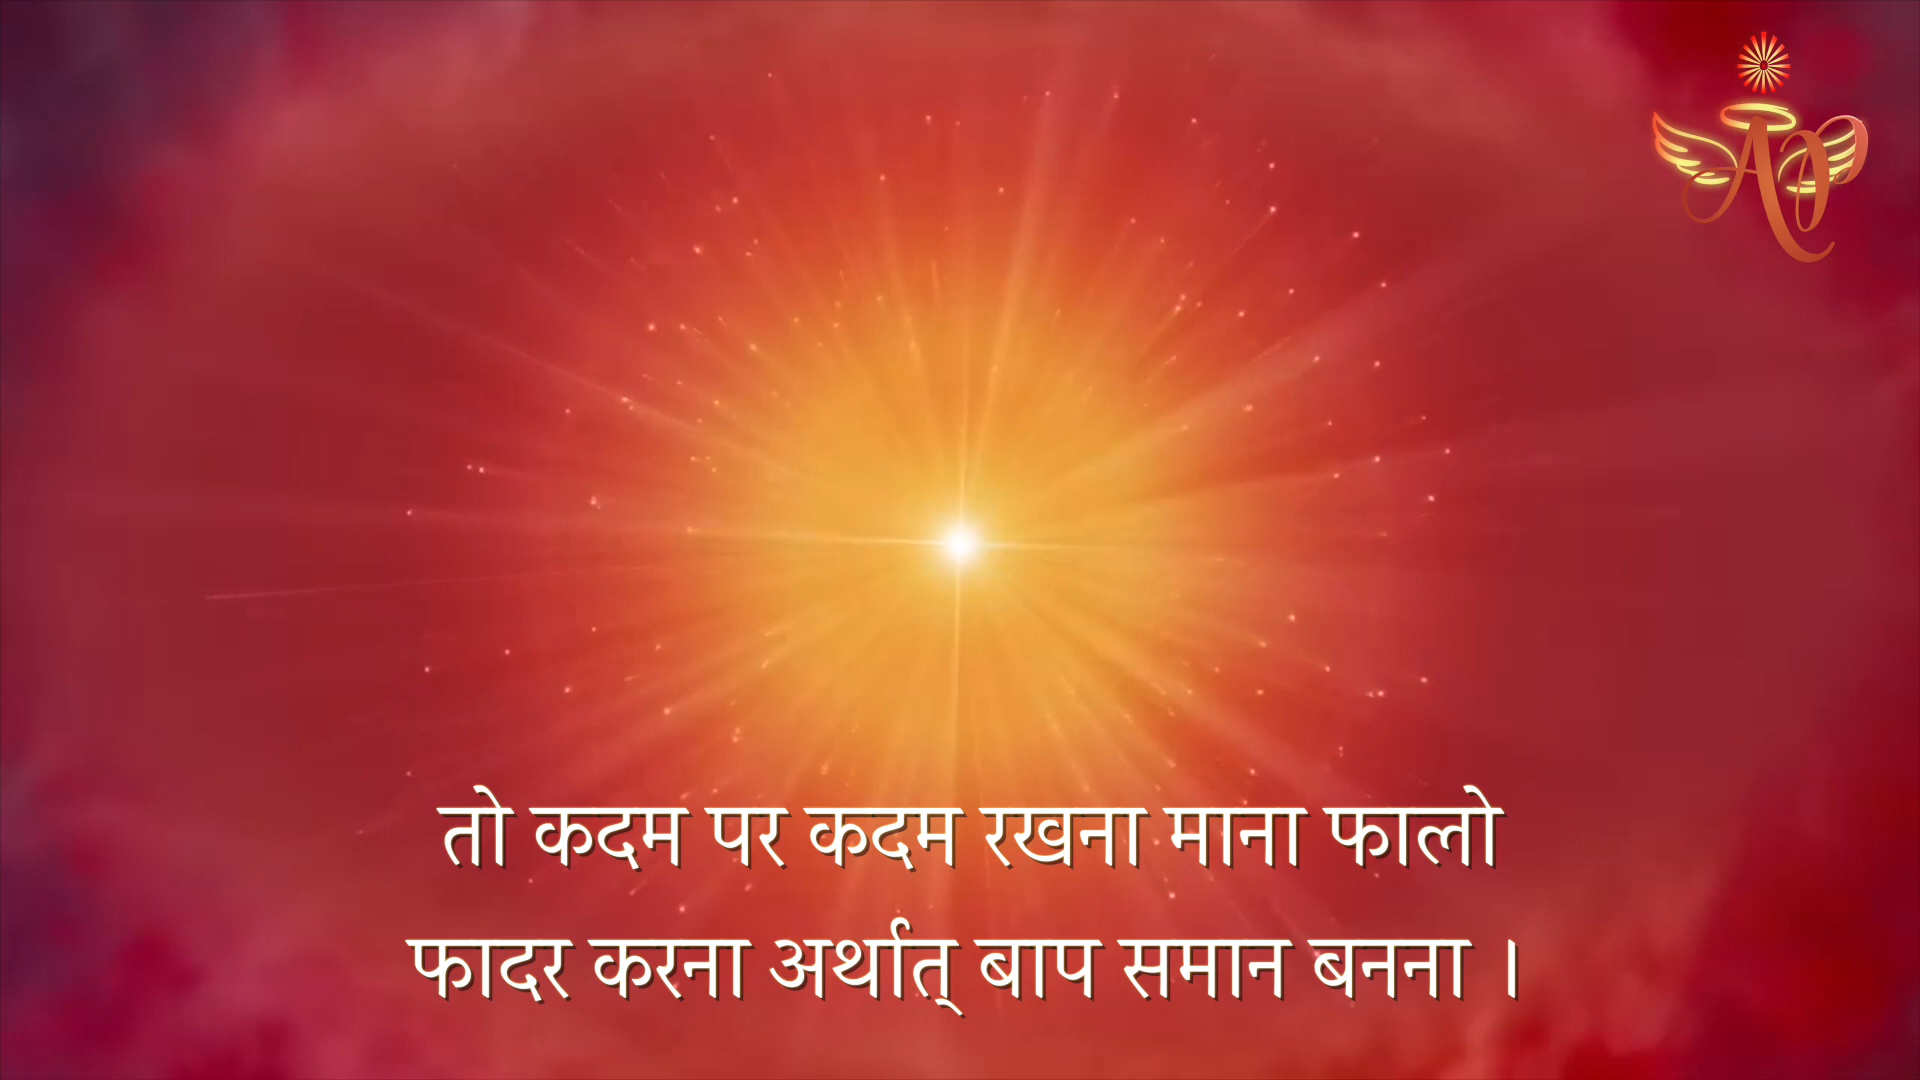 तो कदम पर कदम रखना माना फालो
फादर करना अर्थात् बाप समान बनना ।